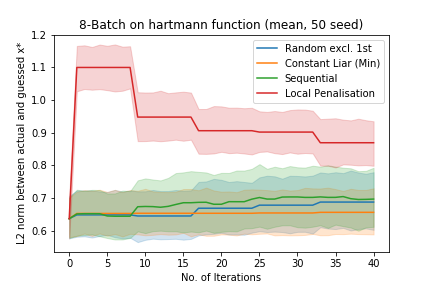 8-Batch on hartmann function (mean, 50 seed)
L2 norm between actual and guessed x*
1.2
1.1
1.0
0.9
0.8
0.7
0.6
Random excl. 1st
Constant Liar (Min)
Sequential
Local Penalisation
0 5 10 15 20 25 30 35 40
No. of Iterations